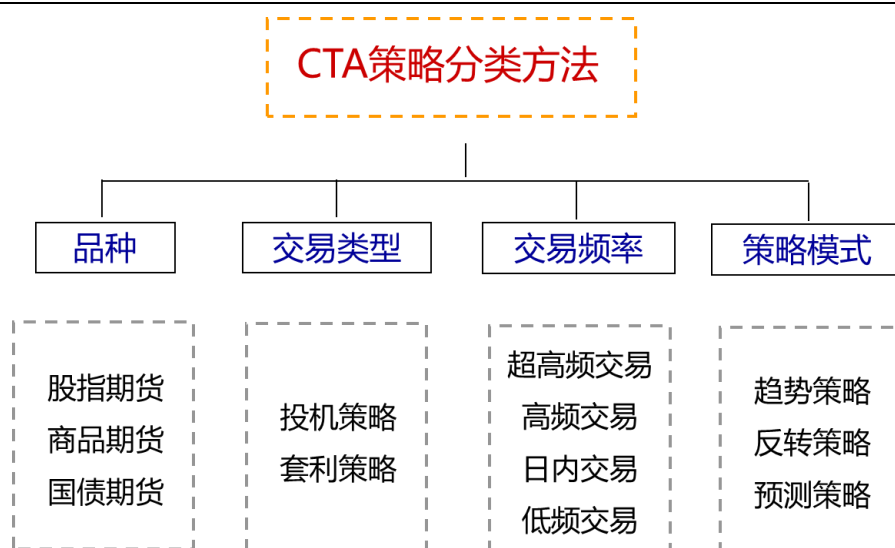 CTA策略分类方法
品种
交易类型
交易频率
策略模式
股指期货
商品期货
国债期货
投机策略
套利策略
超高频交易
高频交易
日内交易
低频交易
趋势策略
反转策略
预测策略